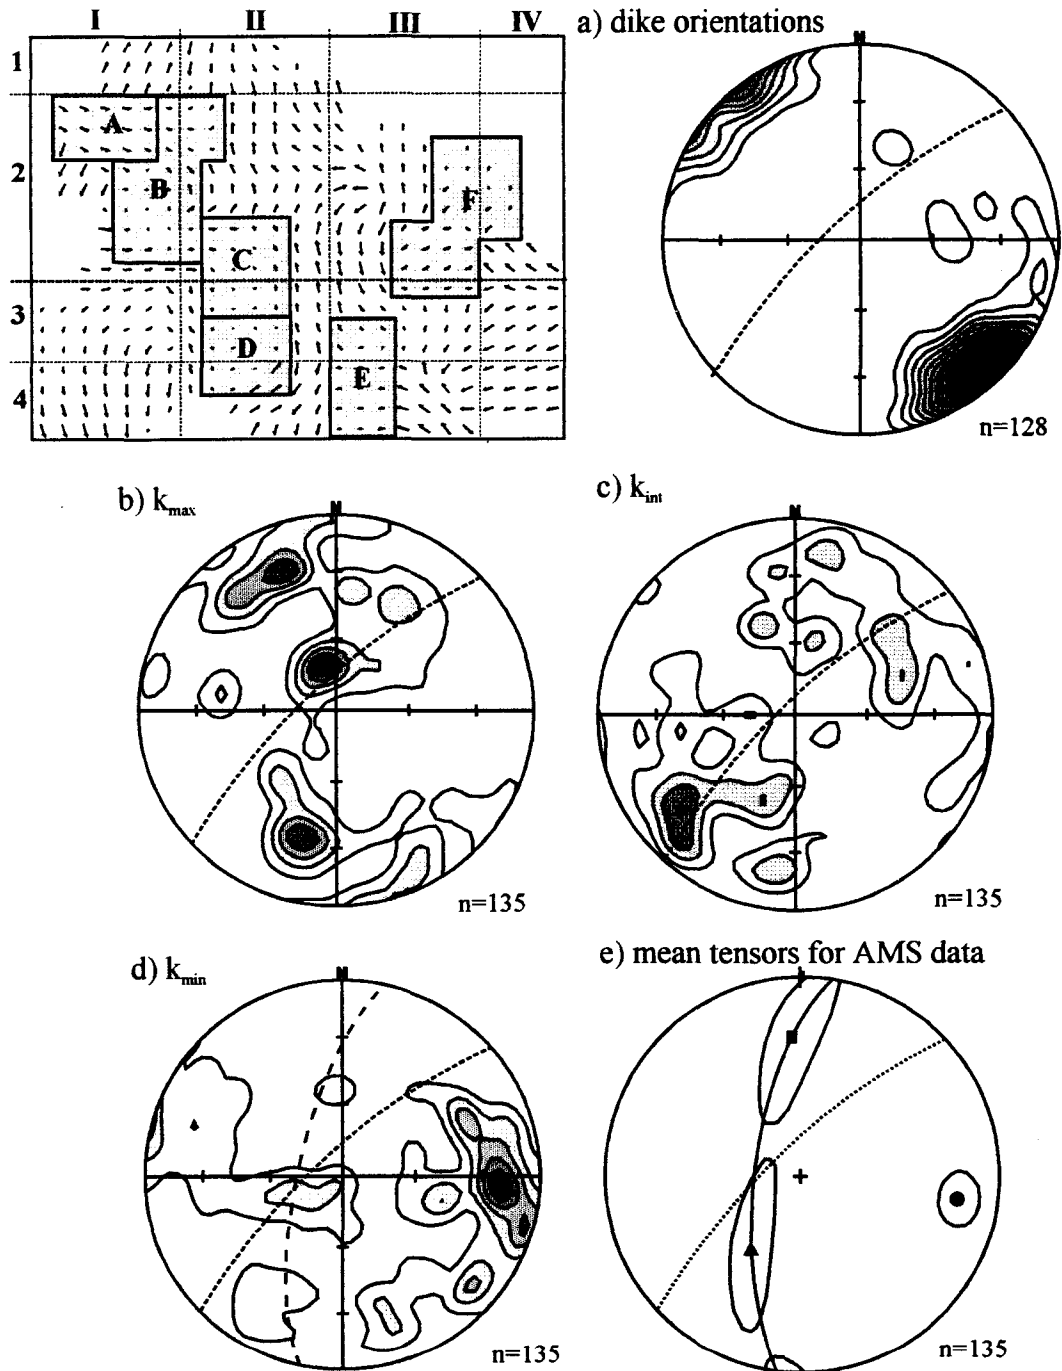 I II III IV
a) dike orientations
1
2
3
4
A
B
C
D
E
F
N
n=128
b) kmax
N
n=135
c) kint
N
n=135
d) kmin
N
n=135
e) mean tensors for AMS data
n=135